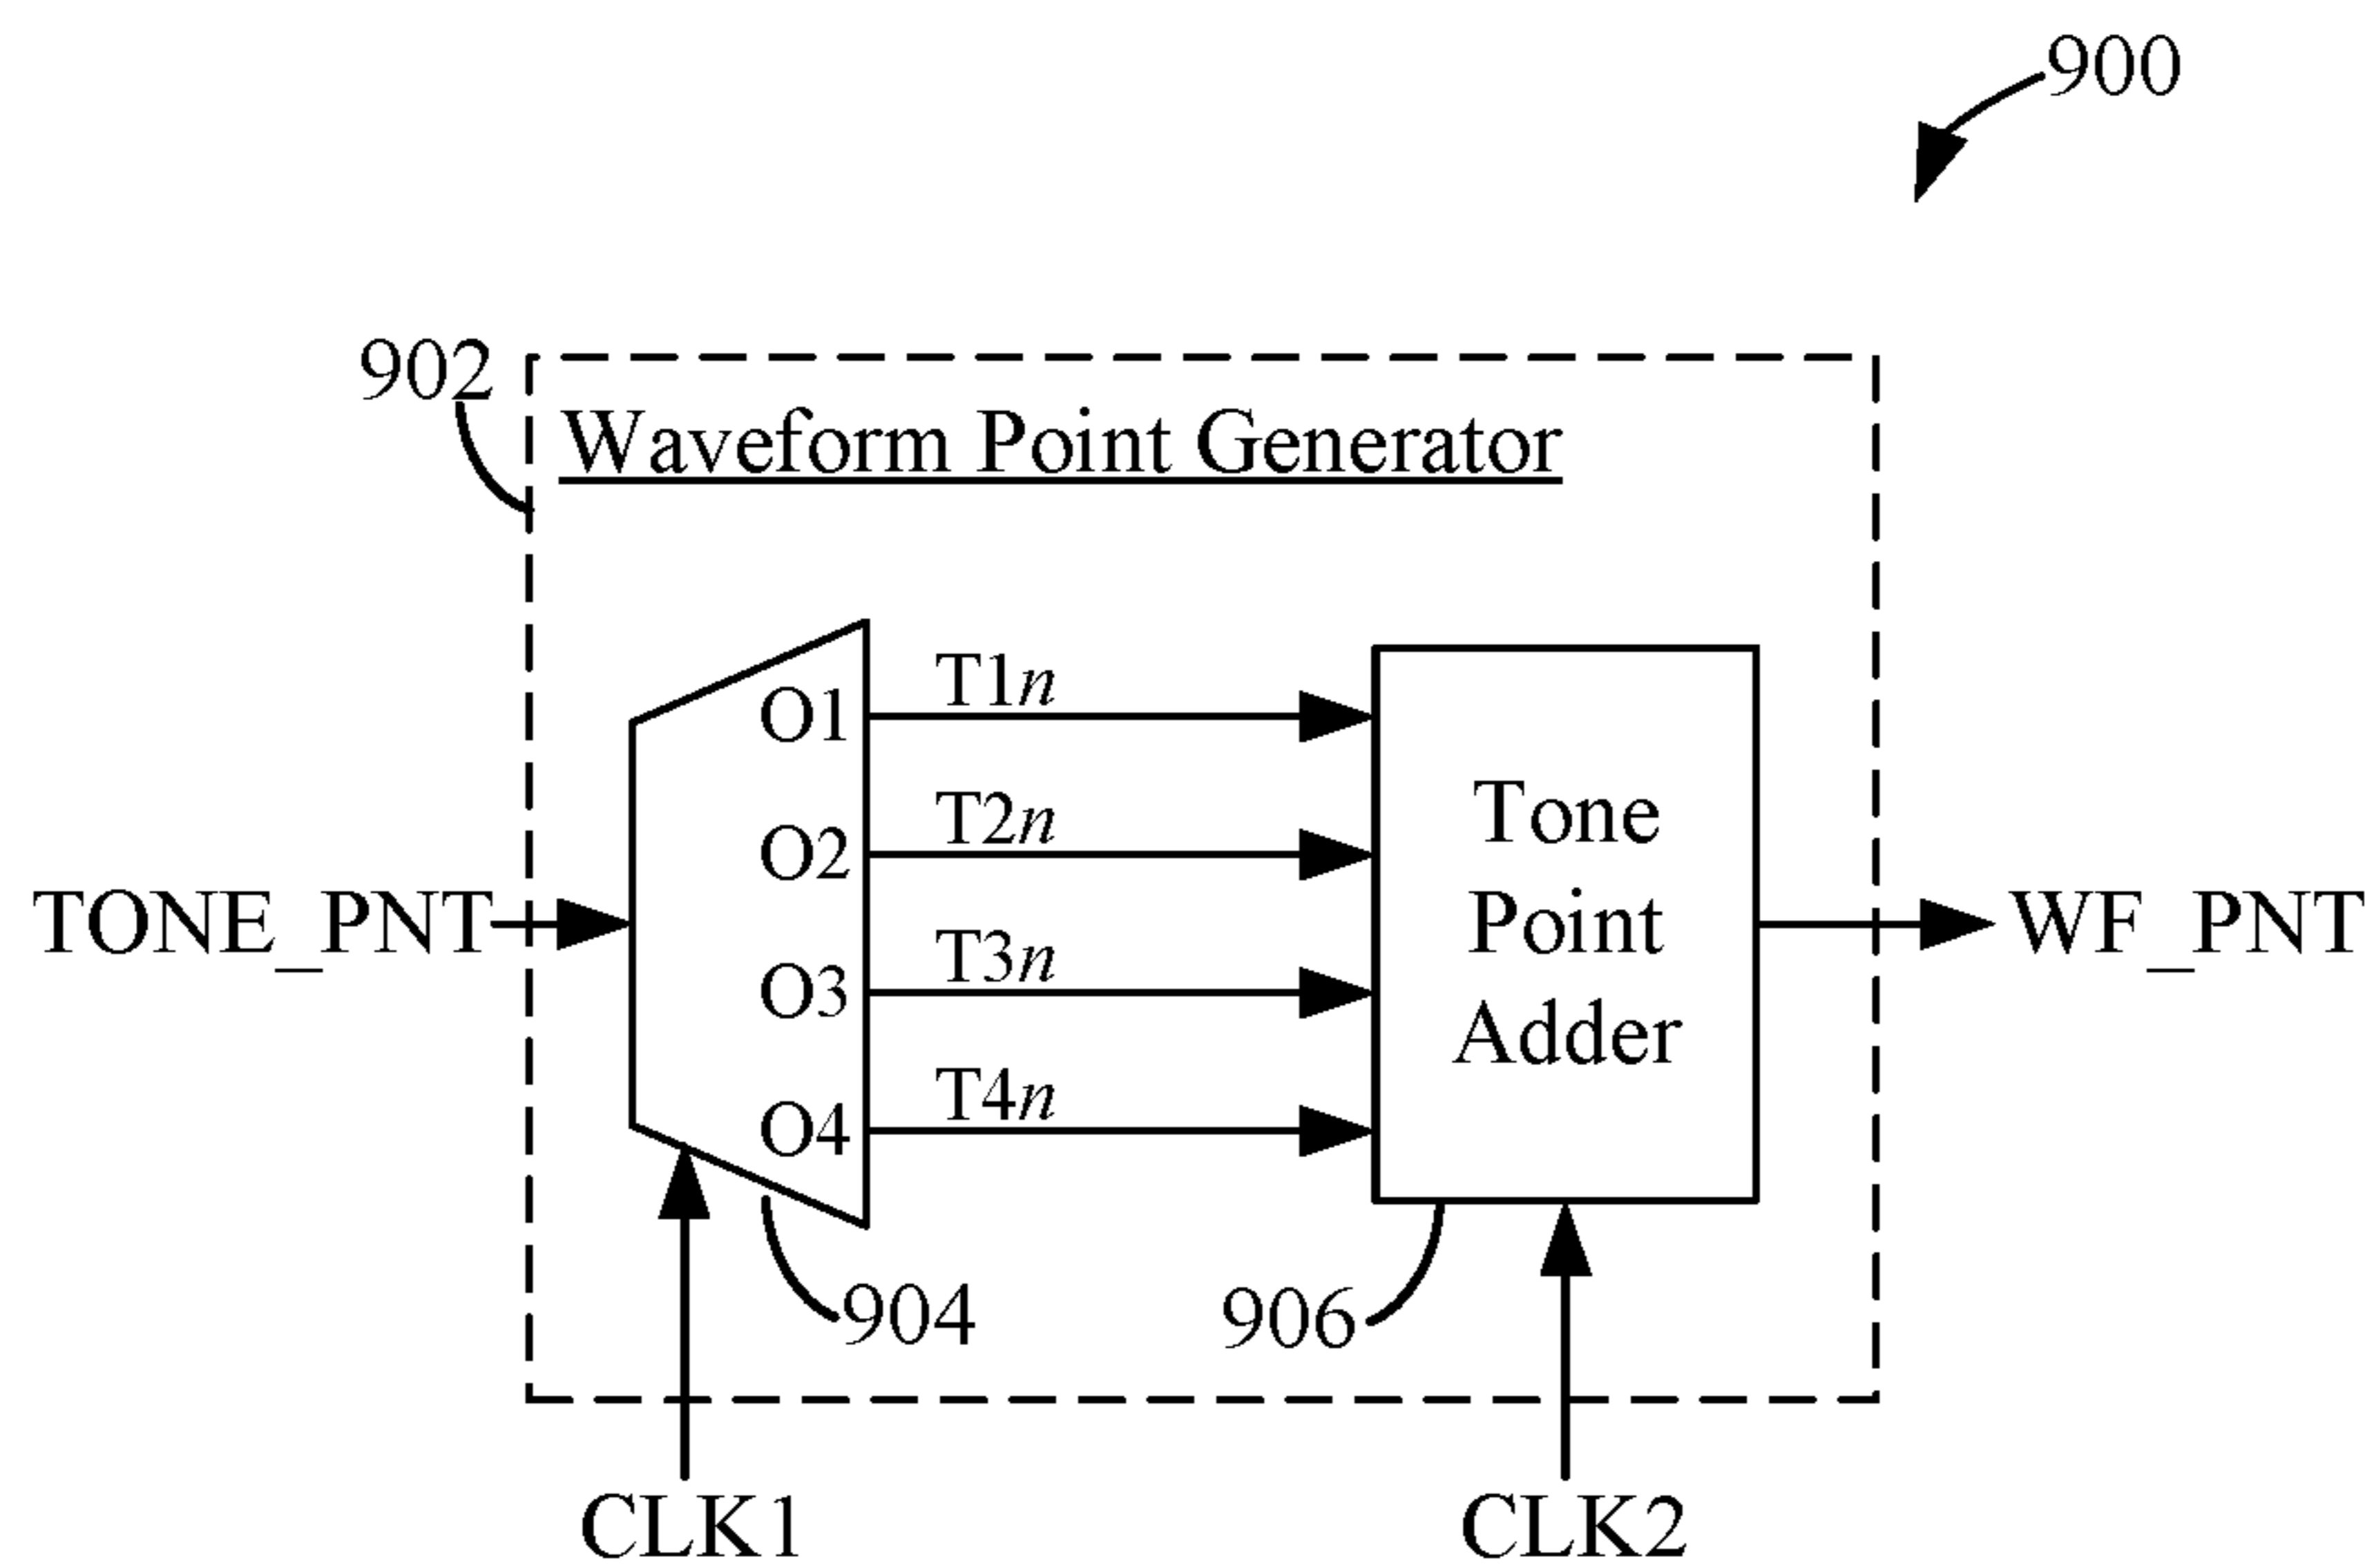 900
902
Waveform Point Generator
O1
T1n
O2
T2n
O3
T3n
O4
T4n
Tone
Point
Adder
TONE_PNT
WF_PNT
904
906
CLK1
CLK2